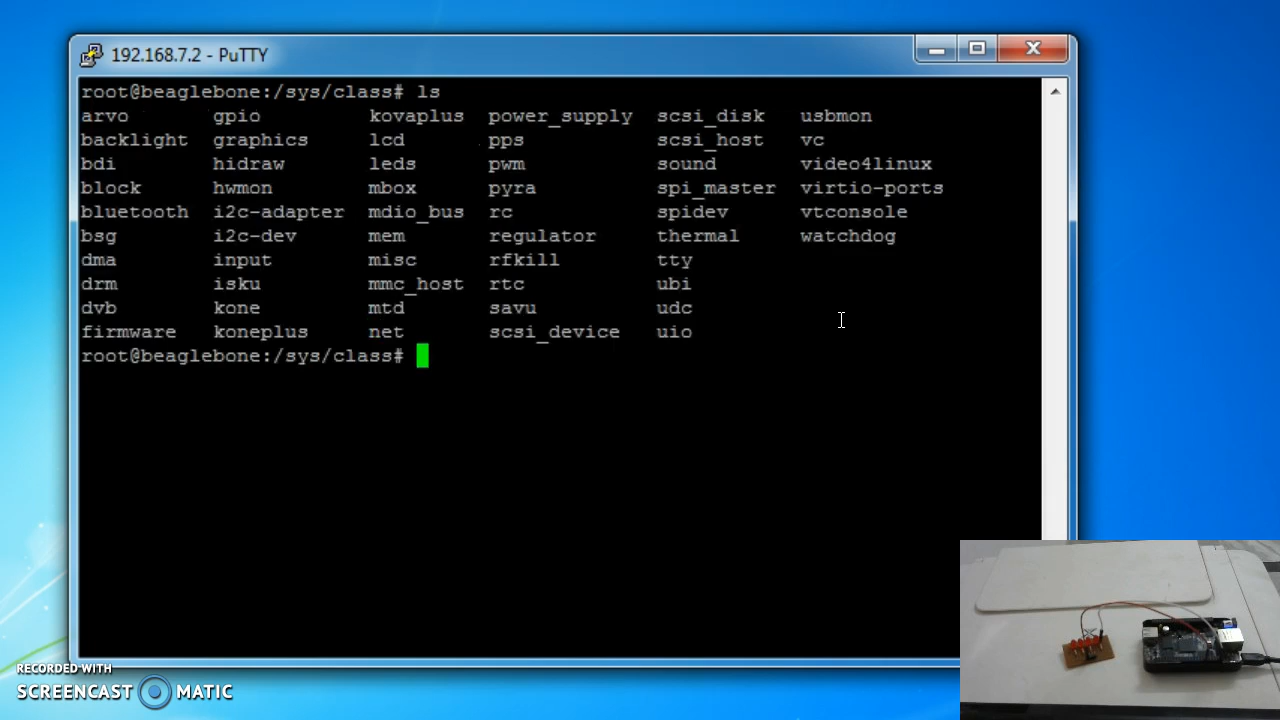 192.168.7.2 - PuTTY
root@beaglebone:/sys/class# ls
arvo gpio kovaplus power_supply scsi_disk usbmon
backlight graphics lcd pps scsi_host vc
bdi hidraw leds pwm sound video4linux
block hwmon mbox pyra spi_master virtio-ports
bluetooth i2c-adapter mdio_bus rc spidev vtconsole
bsg i2c-dev mem regulator thermal watchdog
dma input misc rfkill tty
drm isku mmc_host rtc ubi
dvb kone mtd savu udc
firmware koneplus net scsi_device uio
root@beaglebone:/sys/class#
RECORDED WITH
SCREENCAST MATIC